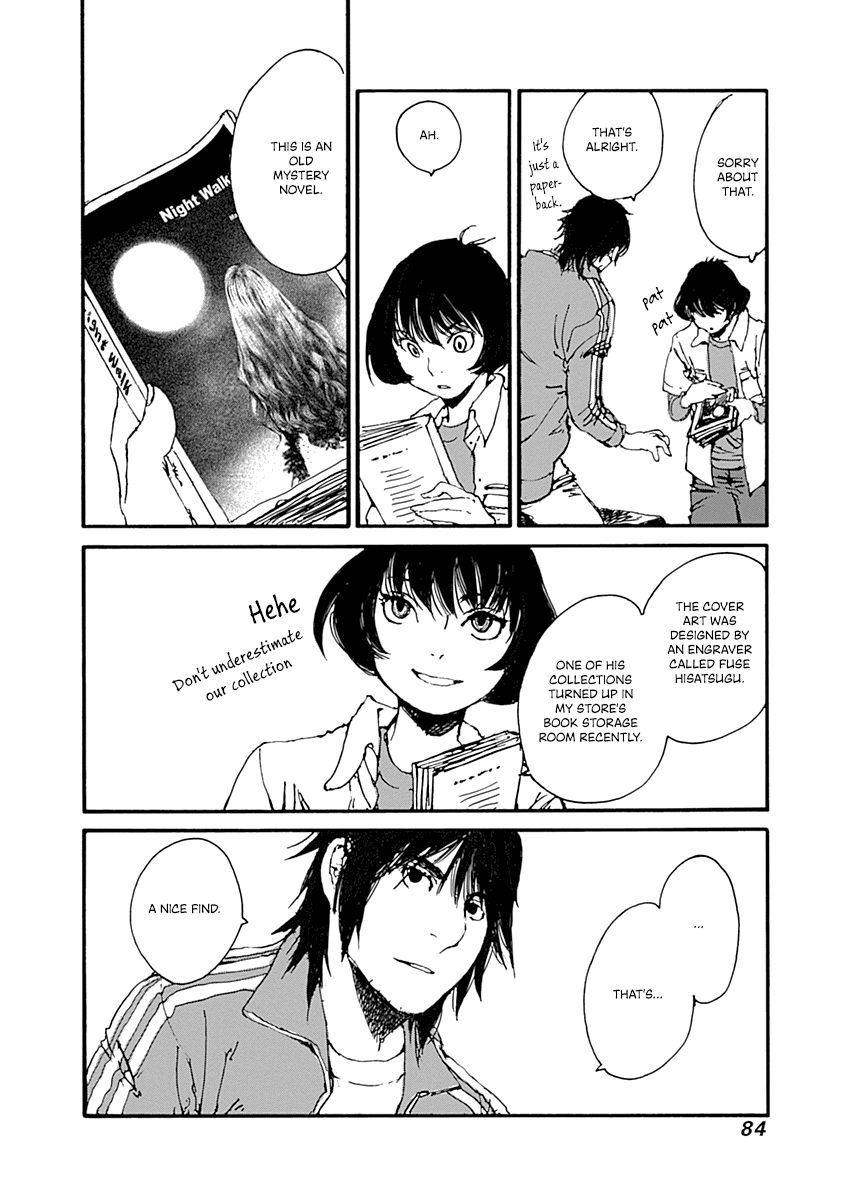 SORRY
ABOUT
THAT.
THAT'S
ALRIGHT.
It's
just a
paper-
back.
pat
pat
AH.
THIS IS AN
OLD
MYSTERY
NOVEL.
Night Walk
Night Walk
THE COVER
ART WAS
DESIGNED BY
AN ENGRAVER
CALLED FUSE
HISATSUGU.
ONE OF HIS
COLLECTIONS
TURNED UP IN
MY STORE'S
BOOK STORAGE
ROOM RECENTLY.
Hehe
Don't underestimate
our collection
...
THAT'S...
A NICE FIND.
84